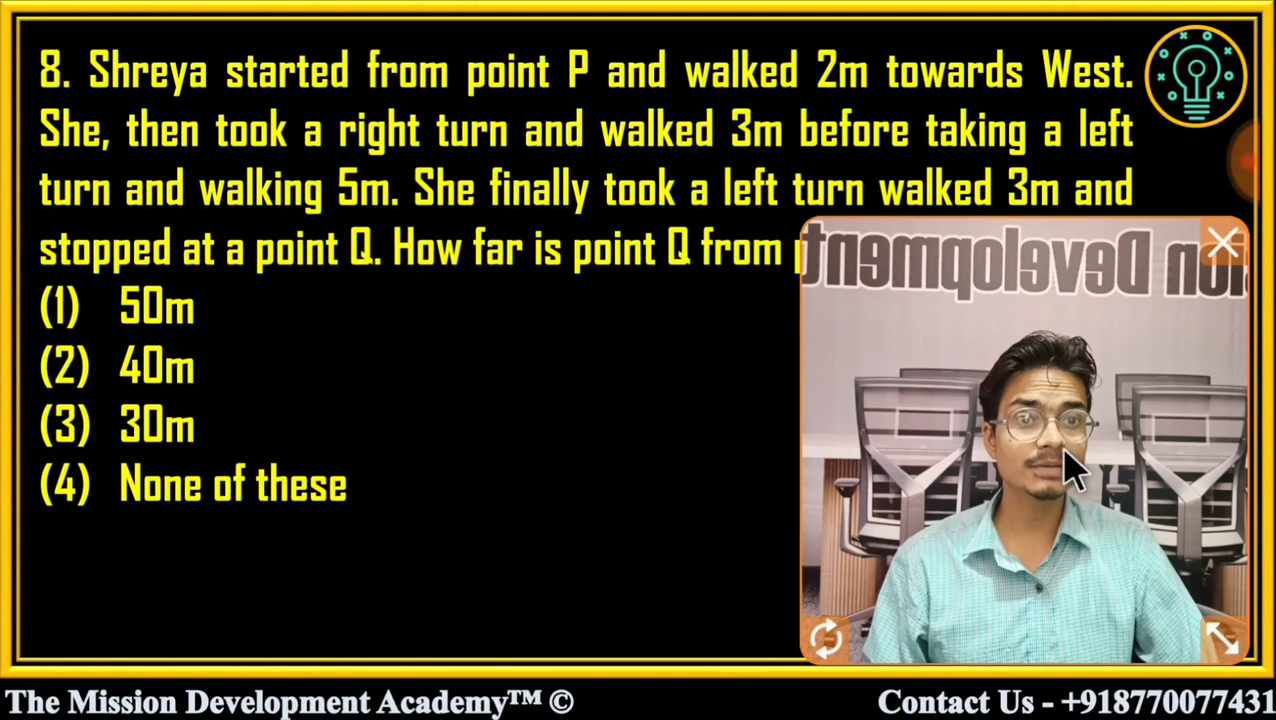 8. Shreya started from point P and walked 2m towards West.
She, then took a right turn and walked 3m before taking a left
turn and walking 5m. She finally took a left turn walked 3m and
stopped at a point Q. How far is point Q from
(1) 50m
(2) 40m
(3) 30m
(4) None of these
ion Development
The Mission Development Academy™ ©
Contact Us - +918770077431